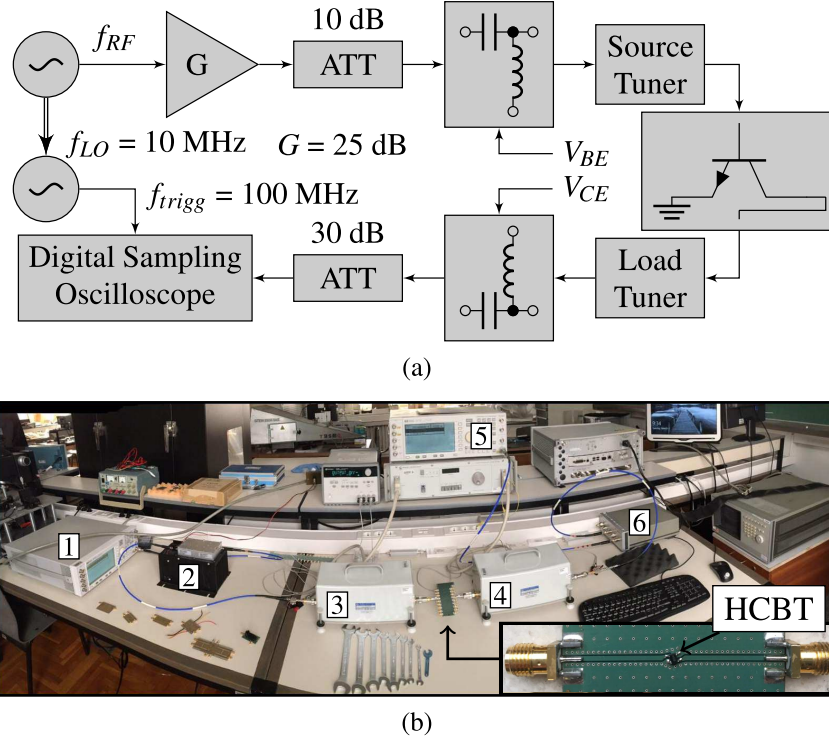 f_RF
G
10 dB
ATT
Source
Tuner
f_LO = 10 MHz
G = 25 dB
V_BE
f_trigg = 100 MHz
V_CE
Digital Sampling
Oscilloscope
30 dB
ATT
Load
Tuner
(a)
1
2
3
4
5
6
HCBT
(b)